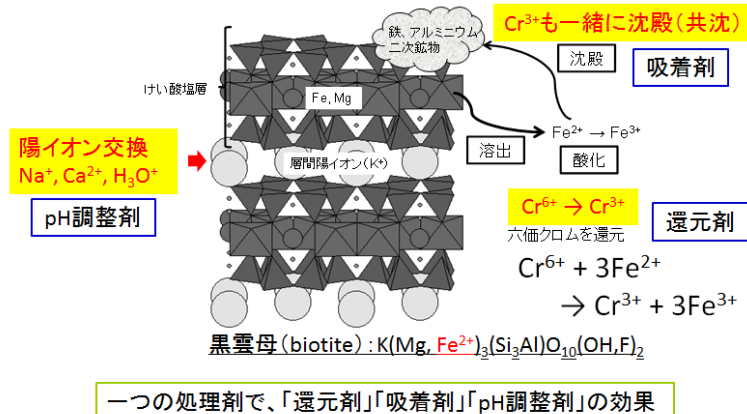 鉄、アルミニウム
二次鉱物
Cr³⁺も一緒に沈殿(共沈)
沈殿
吸着剤
けい酸塩層
Fe, Mg
Fe²⁺ → Fe³⁺
溶出
酸化
陽イオン交換
Na⁺, Ca²⁺, H₃O⁺
pH調整剤
層間陽イオン(K⁺)
Cr⁶⁺ → Cr³⁺
六価クロムを還元
還元剤
Cr⁶⁺ + 3Fe²⁺
→ Cr³⁺ + 3Fe³⁺
黒雲母(biotite):K(Mg, Fe²⁺)₃(Si₃Al)O₁₀(OH,F)₂
一つの処理剤で、「還元剤」「吸着剤」「pH調整剤」の効果